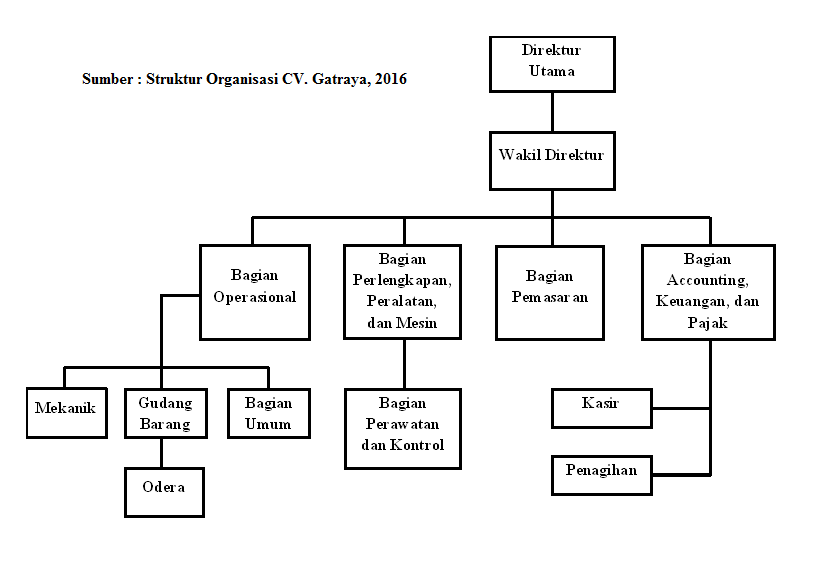 Direktur
Utama
Sumber : Struktur Organisasi CV. Gatraya, 2016
Wakil Direktur
Bagian
Operasional
Bagian
Perlengkapan,
Peralatan,
dan Mesin
Bagian
Pemasaran
Bagian
Accounting,
Keuangan, dan
Pajak
Mekanik
Gudang
Barang
Bagian
Umum
Bagian
Perawatan
dan Kontrol
Kasir
Penagihan
Odera